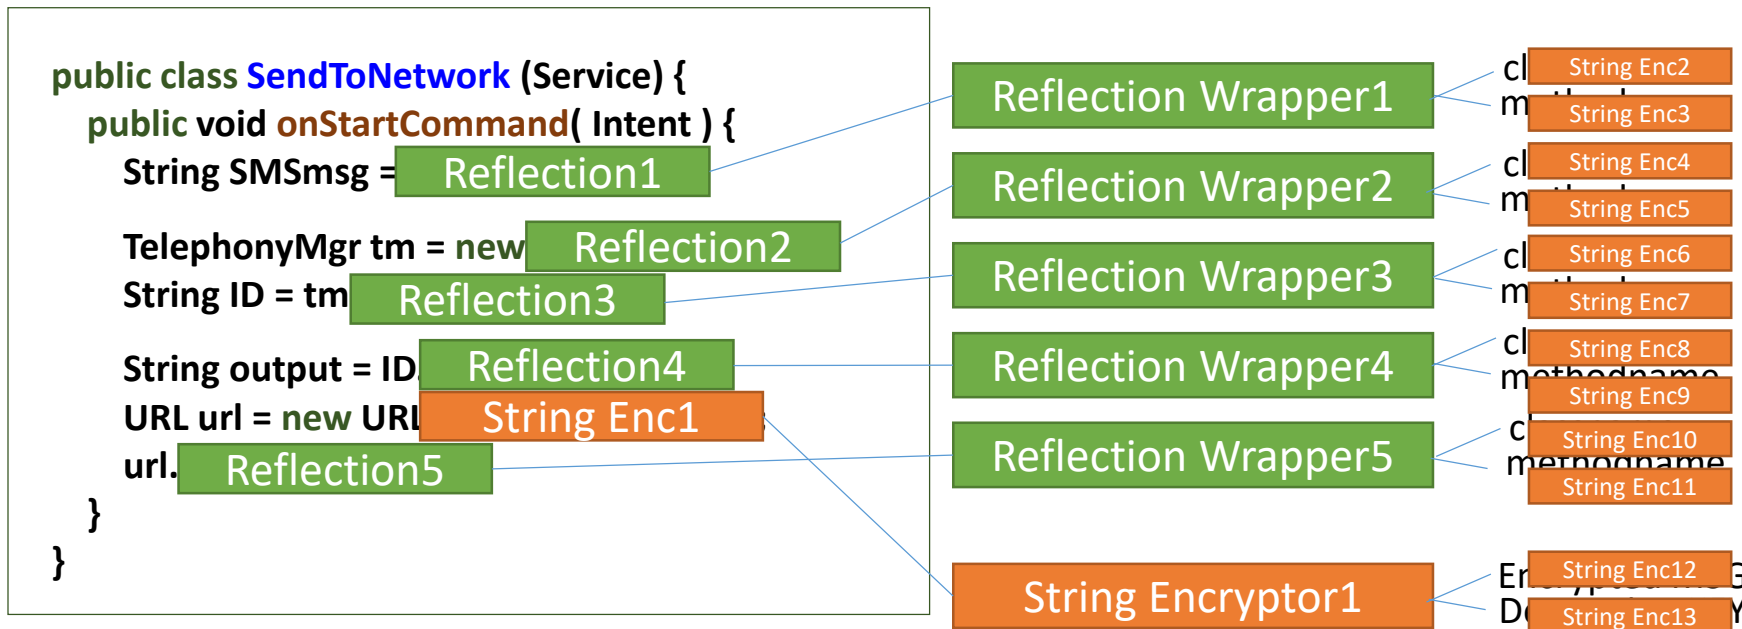 public class SendToNetwork (Service) {
public void onStartCommand( Intent ) {
String SMSmsg = Reflection1
TelephonyMgr tm = new Reflection2
String ID = tm Reflection3
String output = ID. Reflection4
URL url = new URL String Enc1
url. Reflection5
}
}
Reflection Wrapper1
String Enc2
String Enc3
Reflection Wrapper2
String Enc4
String Enc5
Reflection Wrapper3
String Enc6
String Enc7
Reflection Wrapper4
String Enc8
methodname
String Enc9
Reflection Wrapper5
String Enc10
methodname
String Enc11
String Encryptor1
String Enc12
String Enc13